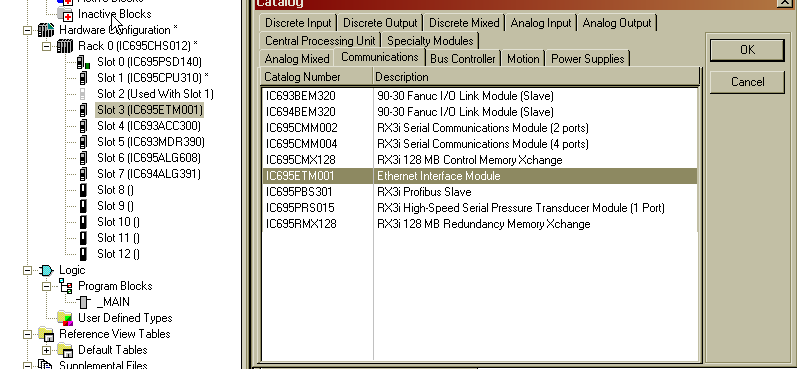 Inactive Blocks
Hardware Configuration *
Rack 0 (IC695CHS012) *
Slot 0 (IC695PSD140)
Slot 1 (IC695CPU310) *
Slot 2 (Used With Slot 1)
Slot 3 (IC695ETM001)
Slot 4 (IC693ACC300)
Slot 5 (IC693MDR390)
Slot 6 (IC695ALG608)
Slot 7 (IC694ALG391)
Slot 8 ()
Slot 9 ()
Slot 10 ()
Slot 11 ()
Slot 12 ()
Logic
Program Blocks
_MAIN
User Defined Types
Reference View Tables
Default Tables
Supplemental Files
Catalog
Discrete Input Discrete Output Discrete Mixed Analog Input Analog Output
Central Processing Unit Specialty Modules
Analog Mixed Communications Bus Controller Motion Power Supplies
Catalog Number Description
IC693BEM320 90-30 Fanuc I/O Link Module (Slave)
IC694BEM320 90-30 Fanuc I/O Link Module (Slave)
IC695CMM002 RX3i Serial Communications Module (2 ports)
IC695CMM004 RX3i Serial Communications Module (4 ports)
IC695CMX128 RX3i 128 MB Control Memory Xchange
IC695ETM001 Ethernet Interface Module
IC695PBS301 RX3i Profibus Slave
IC695PRS015 RX3i High-Speed Serial Pressure Transducer Module (1 Port)
IC695RMX128 RX3i 128 MB Redundancy Memory Xchange
OK
Cancel